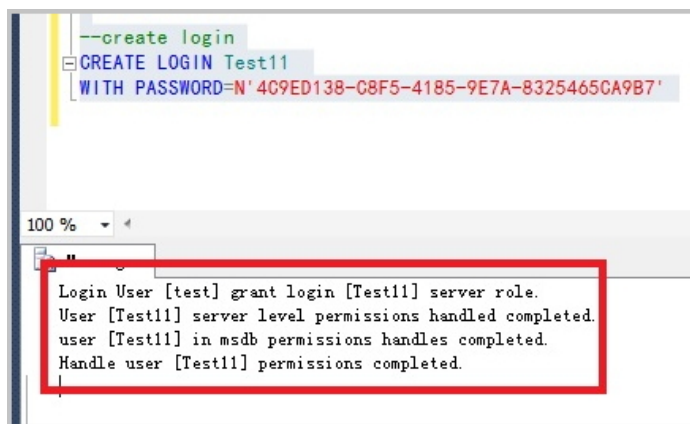 --create login
CREATE LOGIN Test11
WITH PASSWORD=N'4C9ED138-C8F5-4185-9E7A-8325465CA9B7'
100 %
Login User [test] grant login [Test11] server role.
User [Test11] server level permissions handled completed.
user [Test11] in msdb permissions handles completed.
Handle user [Test11] permissions completed.